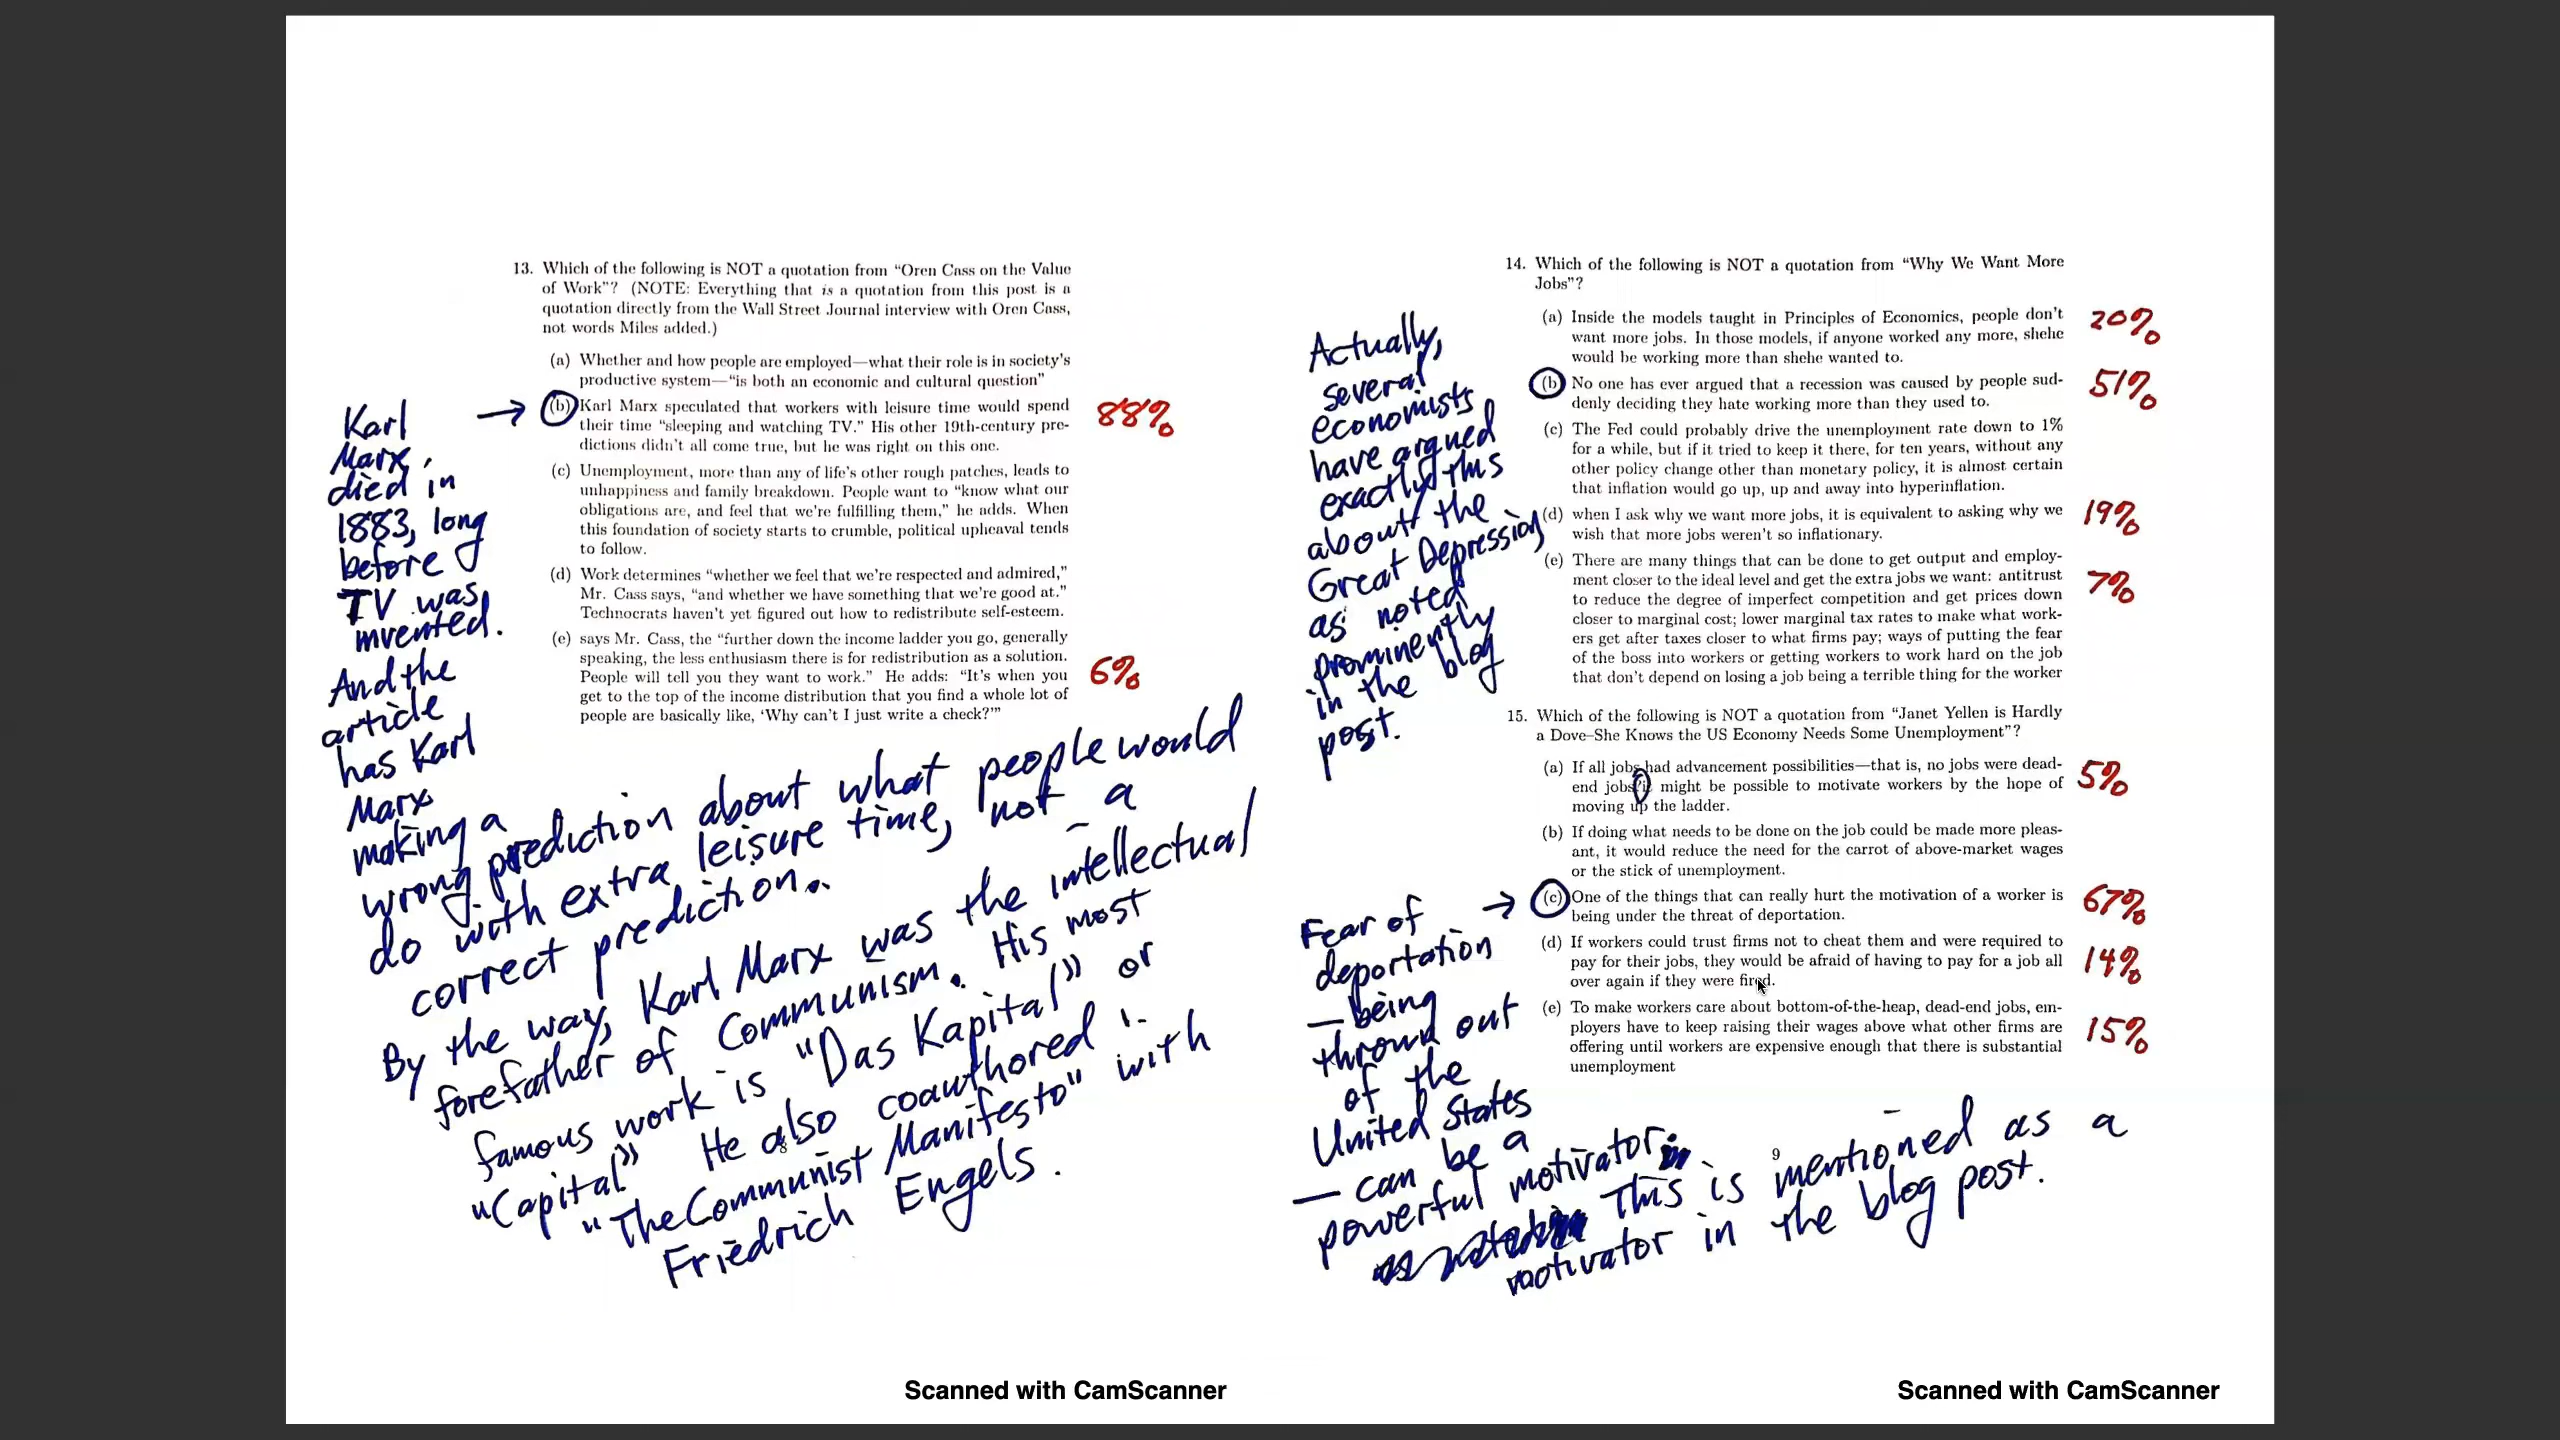 13. Which of the following is NOT a quotation from “Oren Cass on the Value
of Work”? (NOTE: Everything that is a quotation from this post is a
quotation directly from the Wall Street Journal interview with Oren Cass,
not words Miles added.)
(a) Whether and how people are employed—what their role is in society’s
productive system—“is both an economic and cultural question”
(b) Karl Marx speculated that workers with leisure time would spend
their time “sleeping and watching TV.” His other 19th-century pre-
dictions didn’t all come true, but he was right on this one.
88%
(c) Unemployment, more than any of life’s other rough patches, leads to
unhappiness and family breakdown. People want to “know what our
obligations are, and feel that we’re fulfilling them,” he adds. When
this foundation of society starts to crumble, political upheaval tends
to follow.
(d) Work determines “whether we feel that we’re respected and admired,”
Mr. Cass says, “and whether we have something that we’re good at.”
Technocrats haven’t yet figured out how to redistribute self-esteem.
(e) says Mr. Cass, the “further down the income ladder you go, generally
speaking, the less enthusiasm there is for redistribution as a solution.
People will tell you they want to work.” He adds: “It’s when you
get to the top of the income distribution that you find a whole lot of
people are basically like, ‘Why can’t I just write a check?’”
6%
Karl
Marx
died in
1883, long
before
TV was
invented.
And the
article
has Karl
Marx
making a
wrong prediction about what people would
do with extra leisure time, not a
correct prediction.
By the way, Karl Marx was the intellectual
forefather of Communism. His most
famous work is "Das Kapital" or
"Capital" He also coauthored
"The Communist Manifesto" with
Friedrich Engels.
8
14. Which of the following is NOT a quotation from “Why We Want More
Jobs”?
(a) Inside the models taught in Principles of Economics, people don’t
want more jobs. In those models, if anyone worked any more, shehe
would be working more than shehe wanted to.
20%
(b) No one has ever argued that a recession was caused by people sud-
denly deciding they hate working more than they used to.
51%
(c) The Fed could probably drive the unemployment rate down to 1%
for a while, but if it tried to keep it there, for ten years, without any
other policy change other than monetary policy, it is almost certain
that inflation would go up, up and away into hyperinflation.
(d) when I ask why we want more jobs, it is equivalent to asking why we
wish that more jobs weren’t so inflationary.
19%
(e) There are many things that can be done to get output and employ-
ment closer to the ideal level and get the extra jobs we want: antitrust
to reduce the degree of imperfect competition and get prices down
closer to marginal cost; lower marginal tax rates to make what work-
ers get after taxes closer to what firms pay; ways of putting the fear
of the boss into workers or getting workers to work hard on the job
that don’t depend on losing a job being a terrible thing for the worker
7%
Actually,
several
economists
have argued
exactly this
about the
Great Depression
as noted
prominently
in the blog
post.
15. Which of the following is NOT a quotation from “Janet Yellen is Hardly
a Dove–She Knows the US Economy Needs Some Unemployment”?
(a) If all jobs had advancement possibilities—that is, no jobs were dead-
end jobs, it might be possible to motivate workers by the hope of
moving up the ladder.
5%
(b) If doing what needs to be done on the job could be made more pleas-
ant, it would reduce the need for the carrot of above-market wages
or the stick of unemployment.
(c) One of the things that can really hurt the motivation of a worker is
being under the threat of deportation.
67%
(d) If workers could trust firms not to cheat them and were required to
pay for their jobs, they would be afraid of having to pay for a job all
over again if they were fired.
14%
(e) To make workers care about bottom-of-the-heap, dead-end jobs, em-
ployers have to keep raising their wages above what other firms are
offering until workers are expensive enough that there is substantial
unemployment
15%
Fear of
deportation
— being
thrown out
of the
United States
— can be a
powerful motivator
This is mentioned as a
motivator in the blog post.
9
Scanned with CamScanner
Scanned with CamScanner